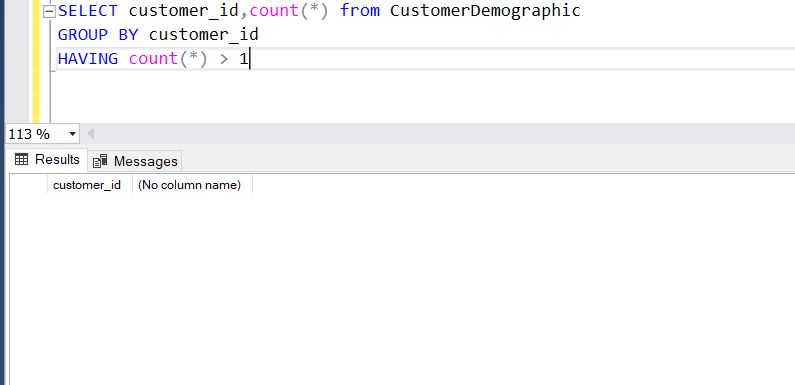 SELECT customer_id,count(*) from CustomerDemographic
GROUP BY customer_id
HAVING count(*) > 1
113 %
Results Messages
customer_id (No column name)